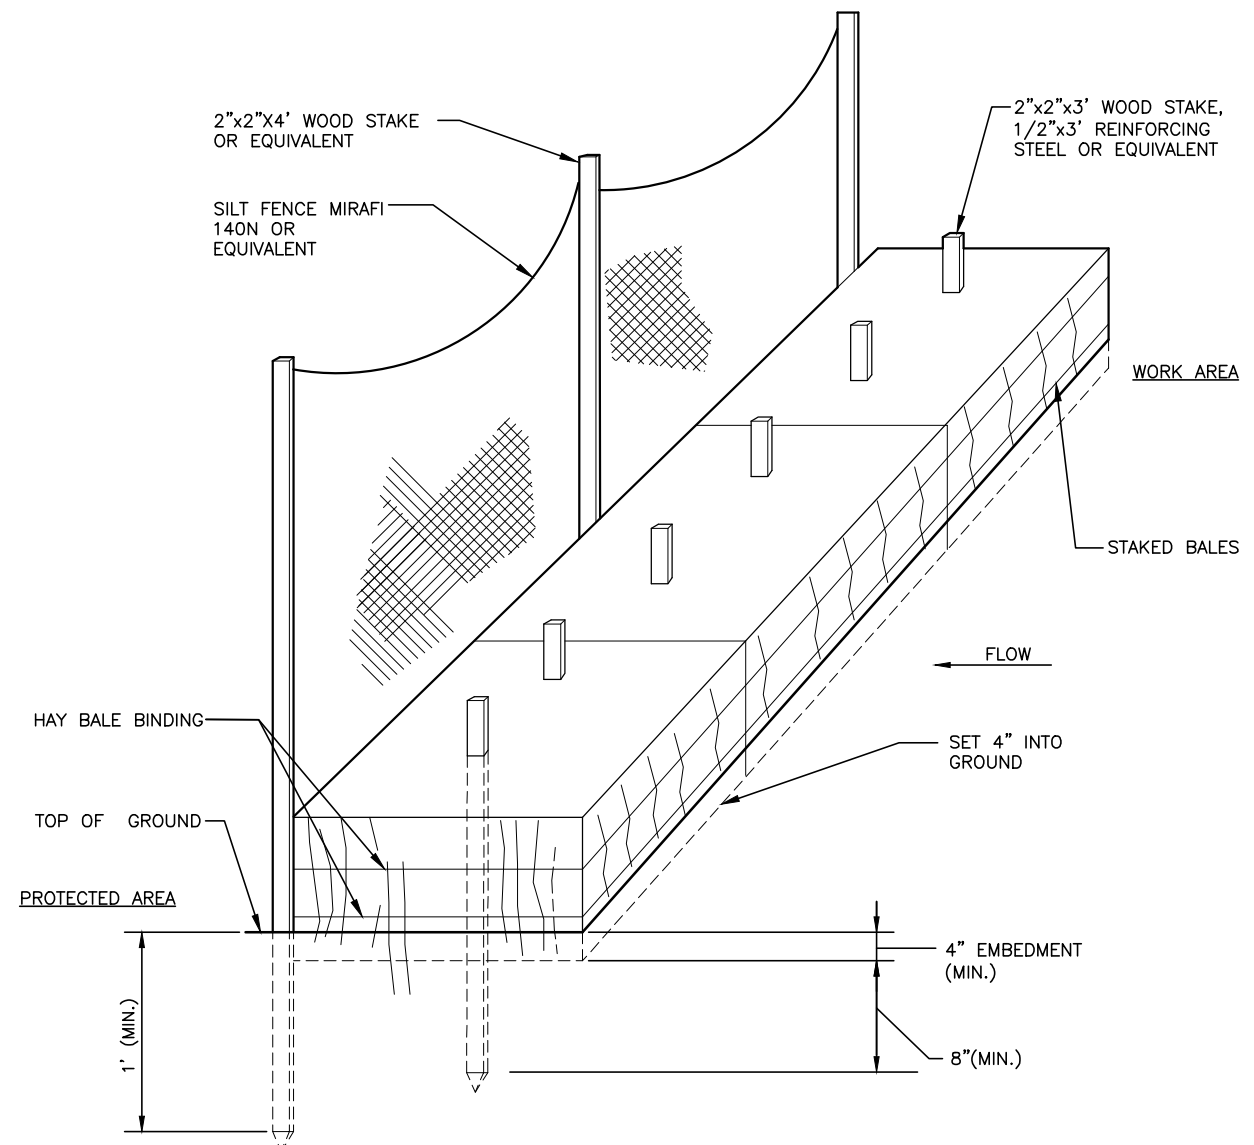 2"x2"X4' WOOD STAKE
OR EQUIVALENT
2"x2"x3' WOOD STAKE,
1/2"x3' REINFORCING
STEEL OR EQUIVALENT
SILT FENCE MIRAFI
140N OR
EQUIVALENT
WORK AREA
STAKED BALES
FLOW
HAY BALE BINDING
SET 4" INTO
GROUND
TOP OF GROUND
PROTECTED AREA
4" EMBEDMENT
(MIN.)
1' (MIN.)
8"(MIN.)